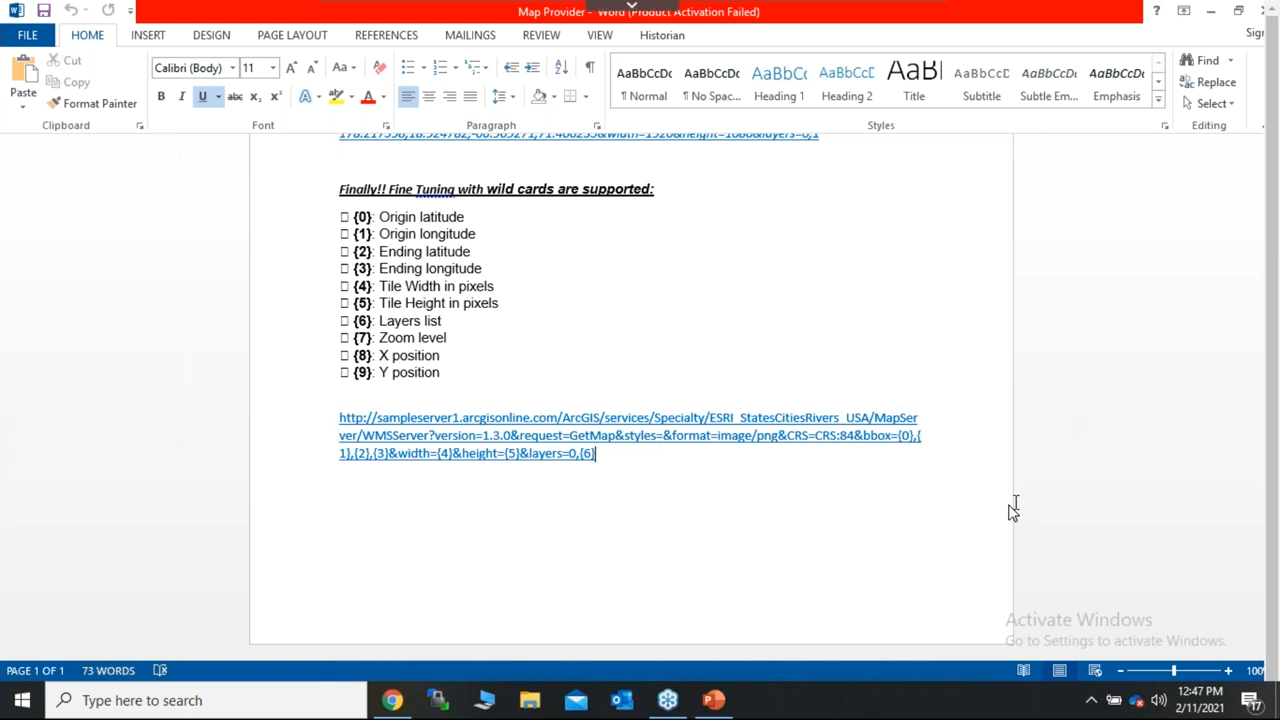 Map Provider - Word (Product Activation Failed)
FILE HOME INSERT DESIGN PAGE LAYOUT REFERENCES MAILINGS REVIEW VIEW Historian
Paste
Cut
Copy
Format Painter
Clipboard
Calibri (Body) 11
Font
Paragraph
AaBbCcDc AaBbCcDc AaBbCc AaBbCcC AaBl AaBbCcD AaBbCcDc AaBbCcDc
¶ Normal ¶ No Spac... Heading 1 Heading 2 Title Subtitle Subtle Em... Emphasis
Styles
Find
Replace
Select
Editing
Finally!! Fine Tuning with wild cards are supported:
{0}: Origin latitude
{1}: Origin longitude
{2}: Ending latitude
{3}: Ending longitude
{4}: Tile Width in pixels
{5}: Tile Height in pixels
{6}: Layers list
{7}: Zoom level
{8}: X position
{9}: Y position
http://sampleserver1.arcgisonline.com/ArcGIS/services/Specialty/ESRI_StatesCitiesRivers_USA/MapSer
ver/WMSServer?version=1.3.0&request=GetMap&styles=&format=image/png&CRS=CRS:84&bbox={0},{
1},{2},{3}&width={4}&height={5}&layers=0,{6}
Activate Windows
Go to Settings to activate Windows.
PAGE 1 OF 1 73 WORDS
Type here to search
12:47 PM
2/11/2021
17